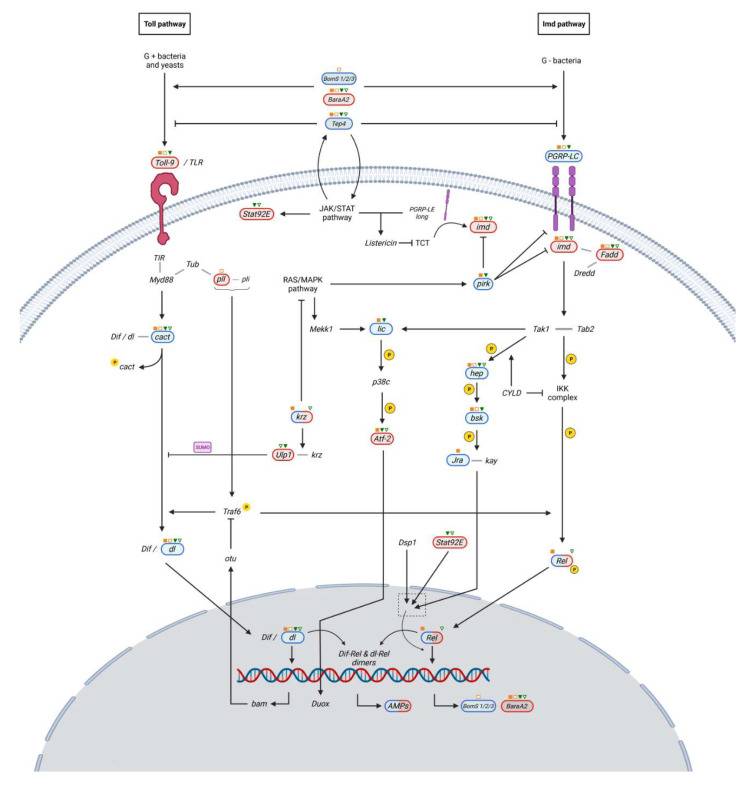 Toll pathway
Imd pathway
G + bacteria
and yeasts
G - bacteria
BomS 1/2/3
BaraA2
Tep4
Toll-9 / TLR
PGRP-LC
Stat92E
JAK/STAT
pathway
PGRP-LE
long
imd
Listericin
TCT
TIR
Myd88
Tub
pll
pli
imd
Fadd
Dredd
RAS/MAPK
pathway
pirk
Dif / dl
cact
Mekk1
lic
Tak1
Tab2
P
cact
P
p38c
P
hep
P
CYLD
IKK
complex
P
P
krz
Atf-2
bsk
P
P
SUMO
Ulp1
krz
Jra
kay
Traf6
P
Dif /
dl
otu
Dsp1
Stat92E
Rel
P
Dif /
dl
Rel
Dif-Rel & dl-Rel
dimers
bam
Duox
AMPs
BomS 1/2/3
BaraA2